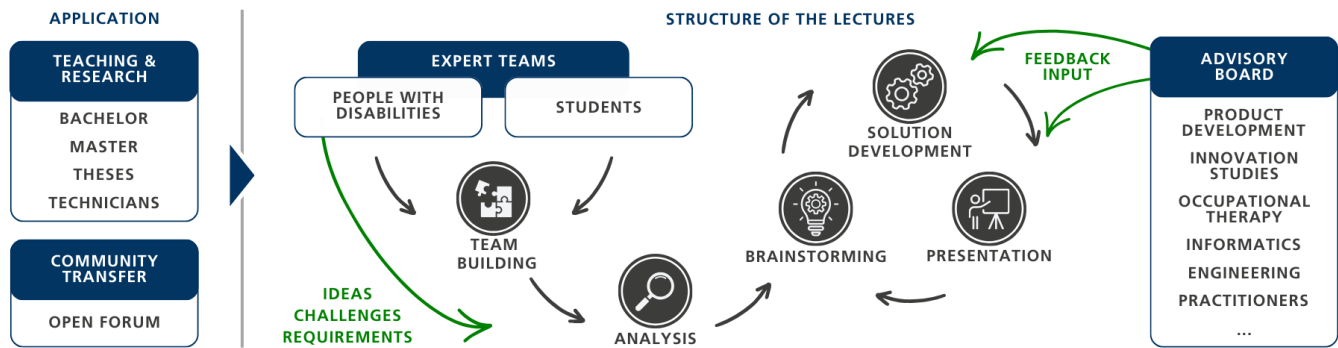 APPLICATION
TEACHING &
RESEARCH
BACHELOR
MASTER
THESES
TECHNICIANS
COMMUNITY
TRANSFER
OPEN FORUM
STRUCTURE OF THE LECTURES
EXPERT TEAMS
PEOPLE WITH
DISABILITIES
STUDENTS
TEAM
BUILDING
IDEAS
CHALLENGES
REQUIREMENTS
ANALYSIS
BRAINSTORMING
SOLUTION
DEVELOPMENT
PRESENTATION
FEEDBACK
INPUT
ADVISORY
BOARD
PRODUCT
DEVELOPMENT
INNOVATION
STUDIES
OCCUPATIONAL
THERAPY
INFORMATICS
ENGINEERING
PRACTITIONERS
...